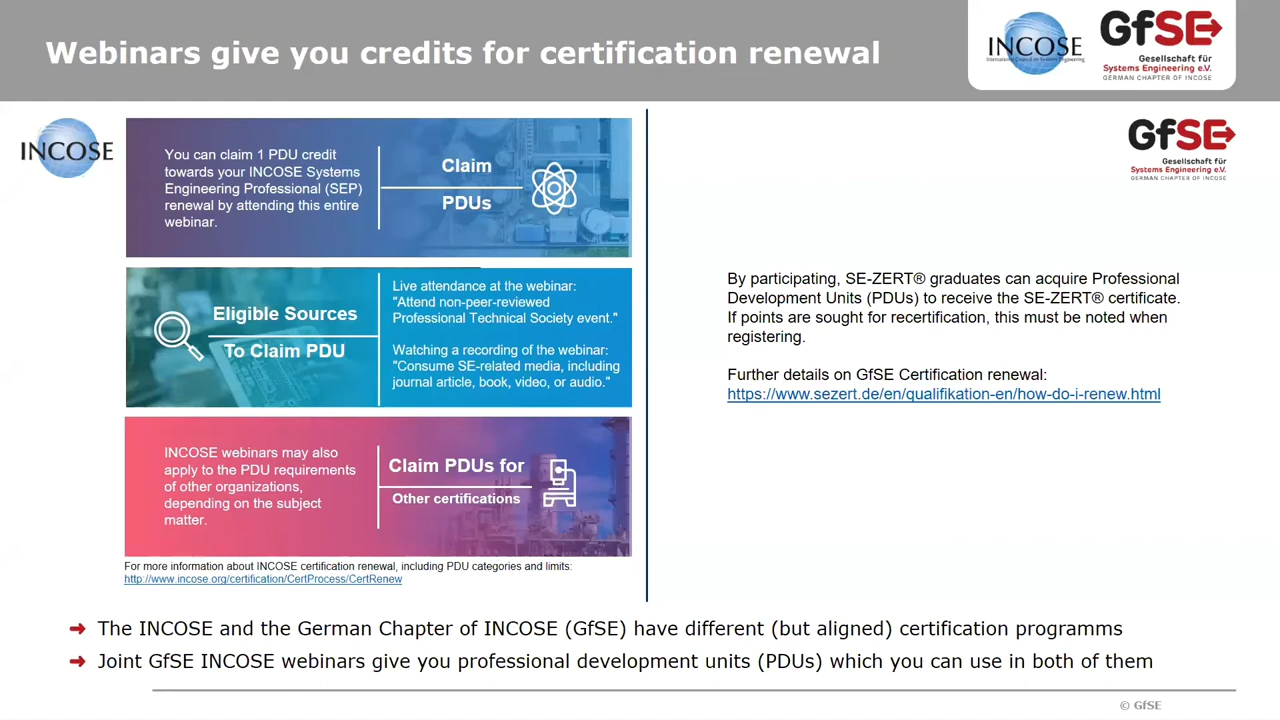 Webinars give you credits for certification renewal
INCOSE
International Council on Systems Engineering
GfSE
Gesellschaft für
Systems Engineering e.V.
GERMAN CHAPTER OF INCOSE
INCOSE
You can claim 1 PDU credit
towards your INCOSE Systems
Engineering Professional (SEP)
renewal by attending this entire
webinar.
Claim
PDUs
Eligible Sources
To Claim PDU
Live attendance at the webinar:
"Attend non-peer-reviewed
Professional Technical Society event."
Watching a recording of the webinar:
"Consume SE-related media, including
journal article, book, video, or audio."
INCOSE webinars may also
apply to the PDU requirements
of other organizations,
depending on the subject
matter.
Claim PDUs for
Other certifications
For more information about INCOSE certification renewal, including PDU categories and limits:
http://www.incose.org/certification/CertProcess/CertRenew
GfSE
Gesellschaft für
Systems Engineering e.V.
GERMAN CHAPTER OF INCOSE
By participating, SE-ZERT® graduates can acquire Professional
Development Units (PDUs) to receive the SE-ZERT® certificate.
If points are sought for recertification, this must be noted when
registering.
Further details on GfSE Certification renewal:
https://www.sezert.de/en/qualifikation-en/how-do-i-renew.html
➜ The INCOSE and the German Chapter of INCOSE (GfSE) have different (but aligned) certification programms
➜ Joint GfSE INCOSE webinars give you professional development units (PDUs) which you can use in both of them
© GfSE